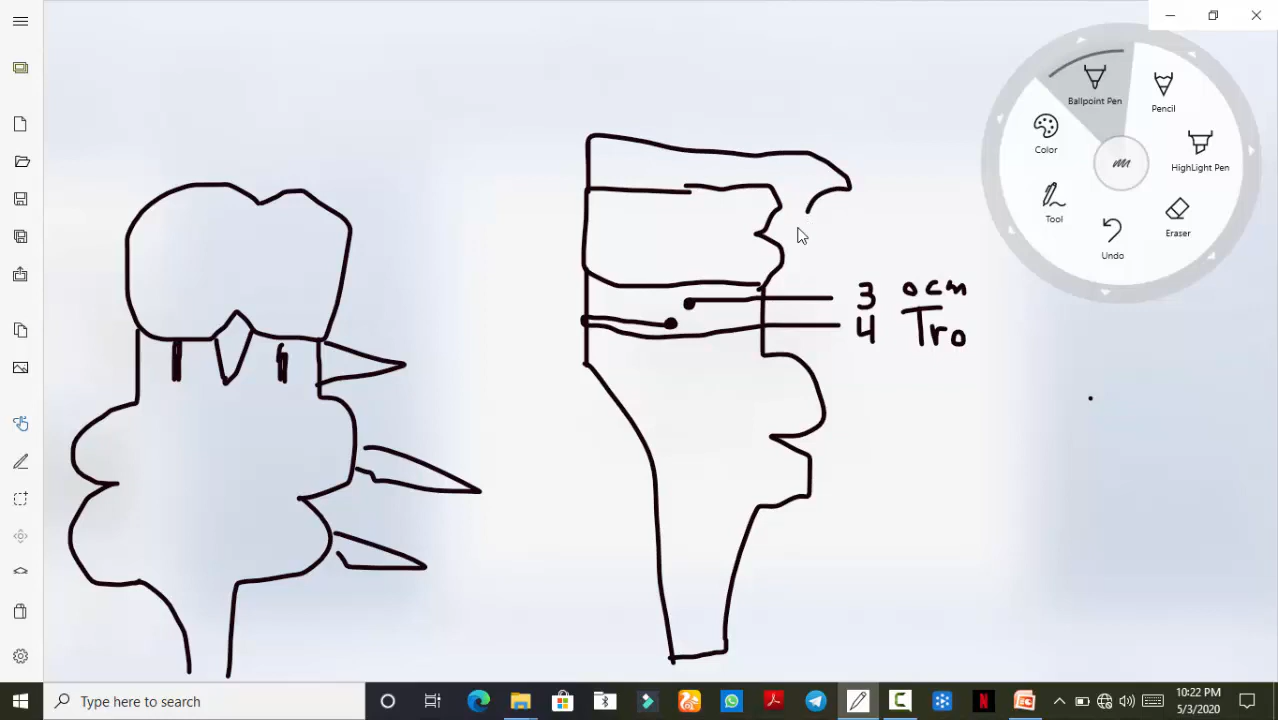 Ballpoint Pen
Pencil
Color
HighLight Pen
Tool
Eraser
Undo
3 ocm
4 Tro
Type here to search
10:22 PM
5/3/2020